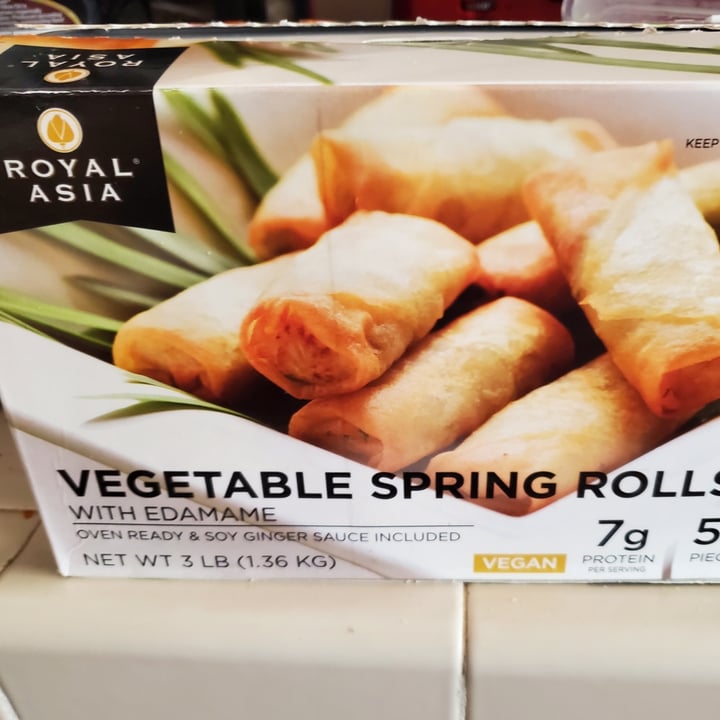 ROYAL
ASIA
KEEP
ROYAL®
ASIA
VEGETABLE SPRING ROLLS
WITH EDAMAME
OVEN READY & SOY GINGER SAUCE INCLUDED
NET WT 3 LB (1.36 KG)
VEGAN
7g
PROTEIN
PER SERVING
5
PIEC